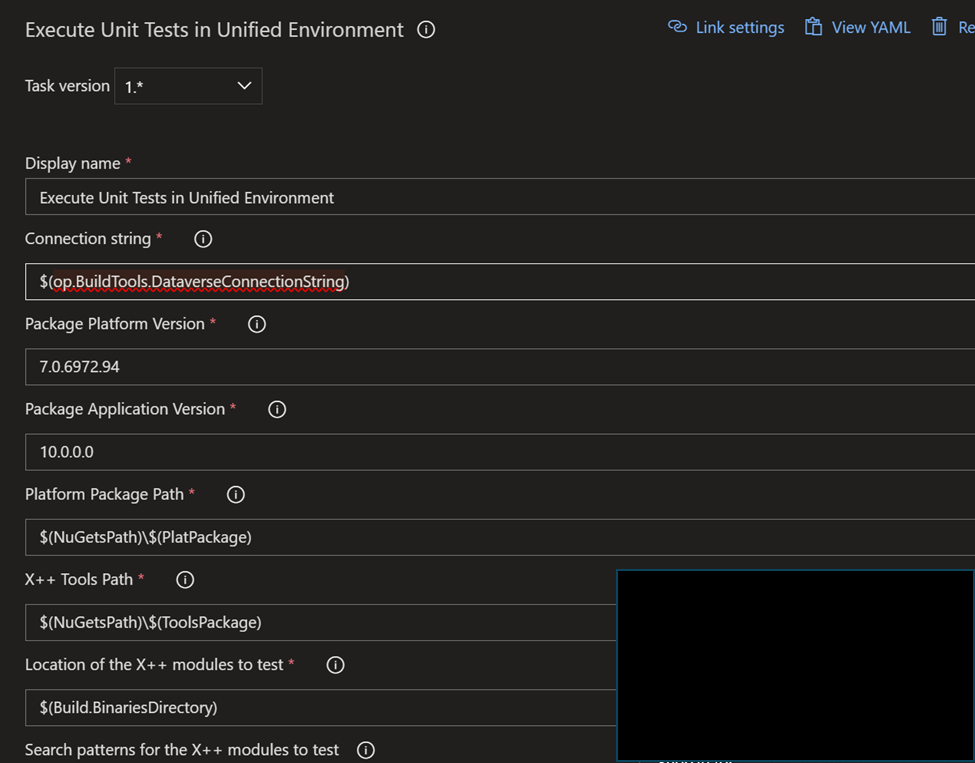 Execute Unit Tests in Unified Environment
Link settings
View YAML
Re
Task version 1.*
Display name *
Execute Unit Tests in Unified Environment
Connection string *
$(op.BuildTools.DataverseConnectionString)
Package Platform Version *
7.0.6972.94
Package Application Version *
10.0.0.0
Platform Package Path *
$(NuGetsPath)\$(PlatPackage)
X++ Tools Path *
$(NuGetsPath)\$(ToolsPackage)
Location of the X++ modules to test *
$(Build.BinariesDirectory)
Search patterns for the X++ modules to test